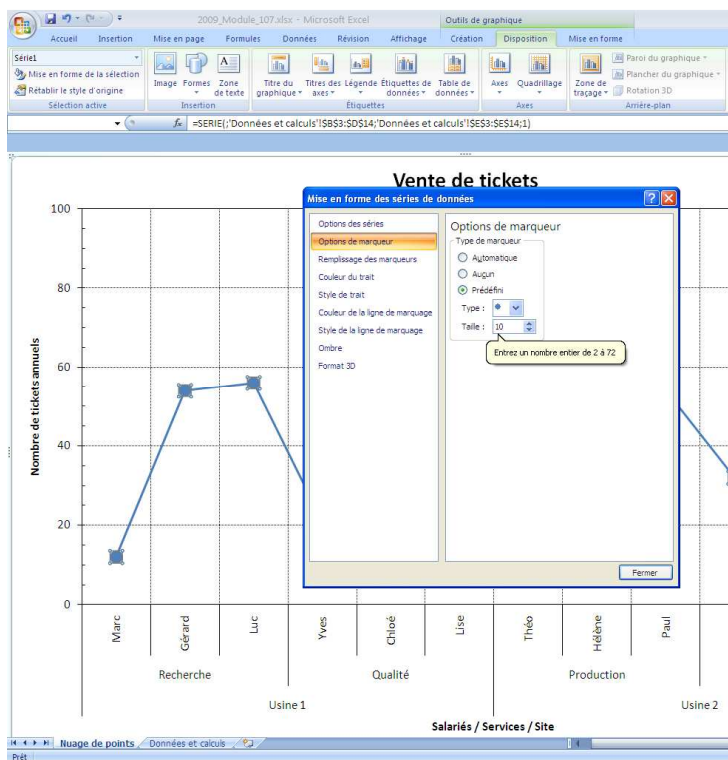 2009_Module_107.xlsx - Microsoft Excel
Outils de graphique
Accueil Insertion Mise en page Formules Données Révision Affichage Création Disposition Mise en forme
Série1
Mise en forme de la sélection
Rétablir le style d'origine
Sélection active
Image Formes Zone de texte
Insertion
Titre du graphique Titres des axes Légende Étiquettes de données Table de données
Étiquettes
Axes Quadrillage
Axes
Zone de traçage
Paroi du graphique
Plancher du graphique
Rotation 3D
Arrière-plan
fx =SERIE(;'Données et calculs'!$B$3:$D$14;'Données et calculs'!$E$3:$E$14;1)
Vente de tickets
Mise en forme des séries de données
Options des séries
Options de marqueur
Remplissage des marqueurs
Couleur du trait
Style de trait
Couleur de la ligne de marquage
Style de la ligne de marquage
Ombre
Format 3D
Options de marqueur
Type de marqueur
Automatique
Aucun
Prédéfini
Type :
Taille : 10
Entrez un nombre entier de 2 à 72
Fermer
Nombre de tickets annuels
100
80
60
40
20
0
Marc Gérard Luc Yves Chloé Lise Théo Hélène Paul
Recherche Qualité Production
Usine 1 Usine 2
Salariés / Services / Site
Nuage de points Données et calculs
Prêt